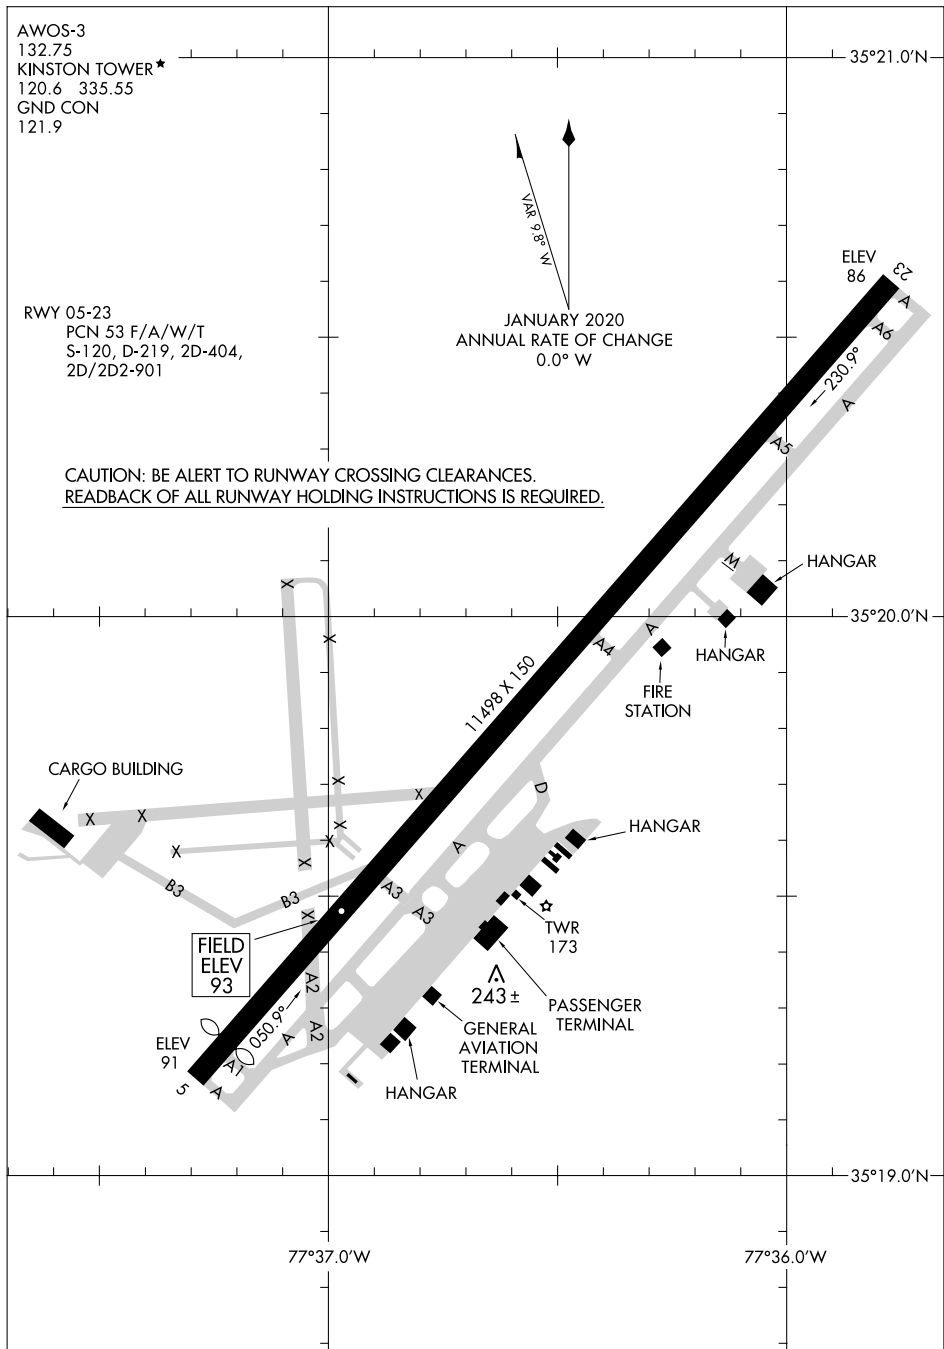 AWOS-3
132.75
KINSTON TOWER★
120.6 335.55
GND CON
121.9
35°21.0'N
VAR 9.8° W
JANUARY 2020
ANNUAL RATE OF CHANGE
0.0° W
ELEV
86
23
A
A6
230.9°
A
A5
RWY 05-23
PCN 53 F/A/W/T
S-120, D-219, 2D-404,
2D/2D2-901
CAUTION: BE ALERT TO RUNWAY CROSSING CLEARANCES.
READBACK OF ALL RUNWAY HOLDING INSTRUCTIONS IS REQUIRED.
M
HANGAR
X
35°20.0'N
X
A
A4
HANGAR
FIRE
STATION
11498 X 150
CARGO BUILDING
X
X
D
X
X
X
X
HANGAR
X
X
X
A
B3
B3
A3
A3
X
TWR
173
FIELD
ELEV
93
A2
243±
PASSENGER
TERMINAL
050.9°
A2
A
GENERAL
AVIATION
TERMINAL
ELEV
91
A1
5
A
HANGAR
35°19.0'N
77°37.0'W
77°36.0'W